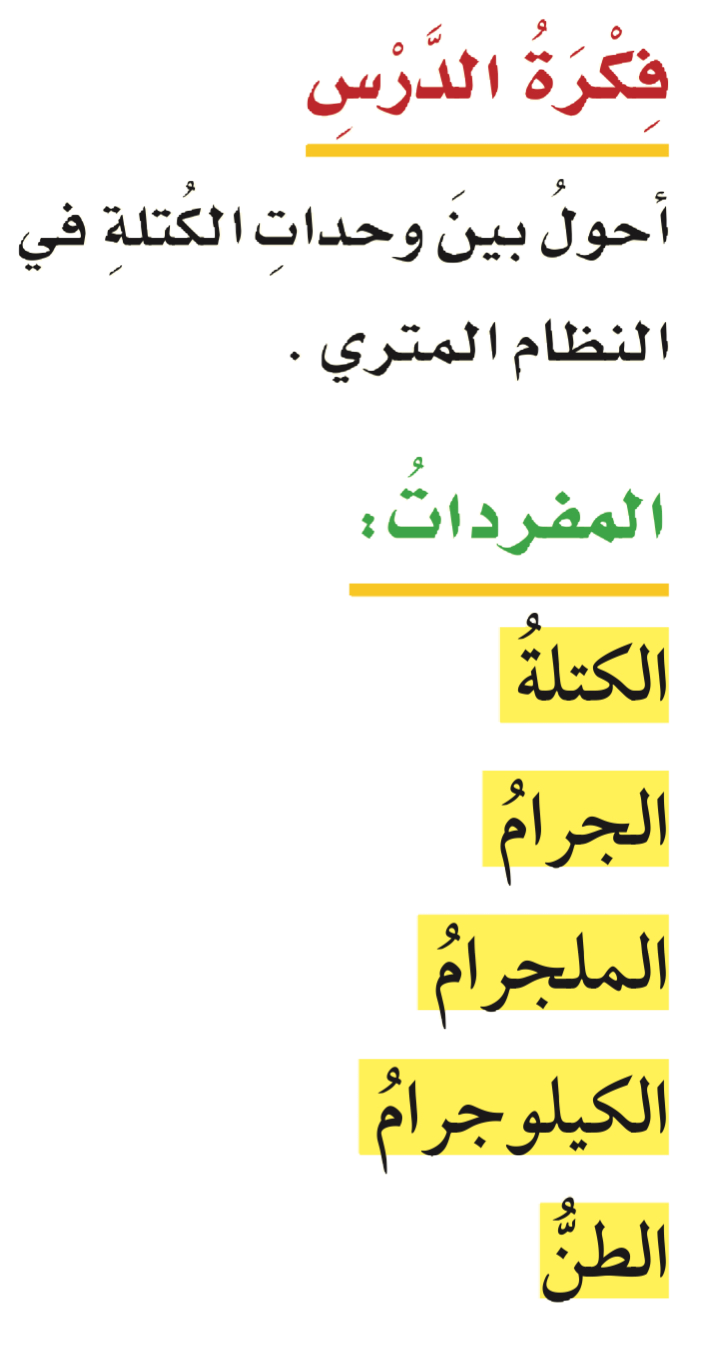 فِكْرَةُ الدَّرْسِ
أحولُ بينَ وحداتِ الكُتلةِ في
النظام المتري .
المفرداتُ:
الكتلةُ
الجرامُ
الملجرامُ
الكيلوجرامُ
الطنُّ